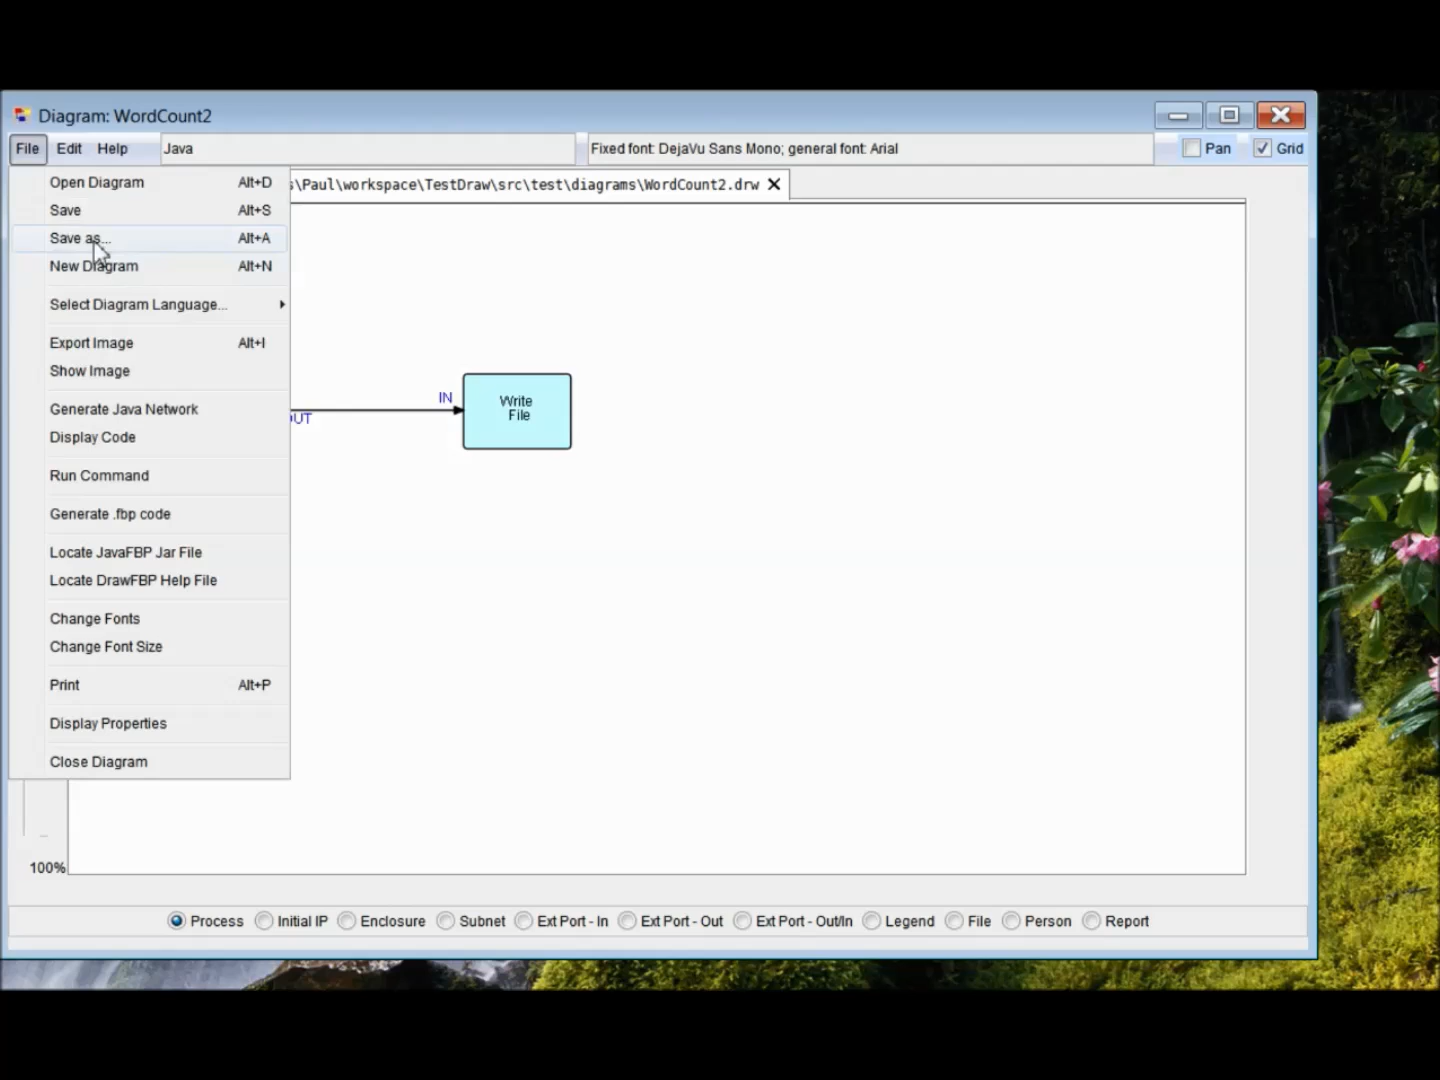 Diagram: WordCount2
File Edit Help Java Fixed font: DejaVu Sans Mono; general font: Arial Pan Grid
s\Paul\workspace\TestDraw\src\test\diagrams\WordCount2.drw
Open Diagram Alt+D
Save Alt+S
Save as... Alt+A
New Diagram Alt+N
Select Diagram Language...
Export Image Alt+I
Show Image
Generate Java Network
Display Code
Run Command
Generate .fbp code
Locate JavaFBP Jar File
Locate DrawFBP Help File
Change Fonts
Change Font Size
Print Alt+P
Display Properties
Close Diagram
IN
OUT
Write
File
100%
Process Initial IP Enclosure Subnet Ext Port - In Ext Port - Out Ext Port - Out/In Legend File Person Report